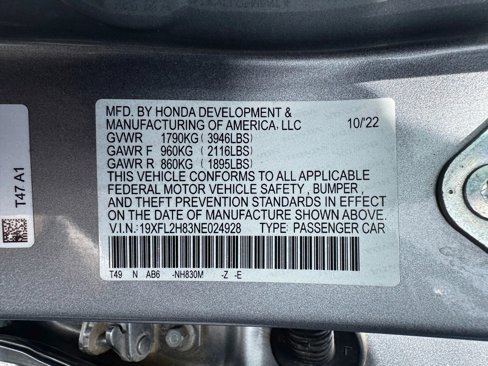 MFD. BY HONDA DEVELOPMENT &
MANUFACTURING OF AMERICA, LLC 10/'22
GVWR 1790KG ( 3946LBS)
GAWR F 960KG ( 2116LBS)
GAWR R 860KG ( 1895LBS)
THIS VEHICLE CONFORMS TO ALL APPLICABLE
FEDERAL MOTOR VEHICLE SAFETY , BUMPER ,
AND THEFT PREVENTION STANDARDS IN EFFECT
ON THE DATE OF MANUFACTURE SHOWN ABOVE.
V.I.N.: 19XFL2H83NE024928 TYPE: PASSENGER CAR
T49 N AB6 -NH830M -Z -E
T47 A1